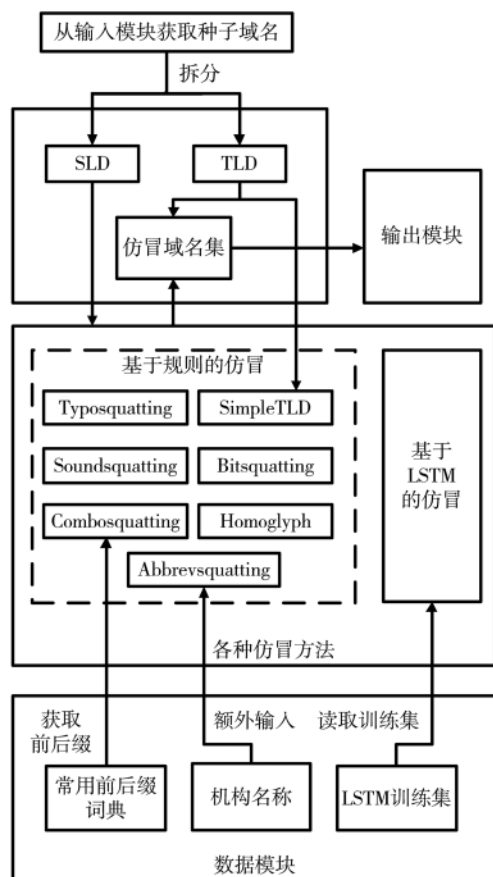 从输入模块获取种子域名
拆分
SLD
TLD
仿冒域名集
输出模块
基于规则的仿冒
Typosquatting
SimpleTLD
Soundsquatting
Bitsquatting
Combosquatting
Homoglyph
Abbrevsquatting
基于
LSTM
的仿冒
各种仿冒方法
获取
前后缀
额外输入
读取训练集
常用前后缀
词典
机构名称
LSTM训练集
数据模块